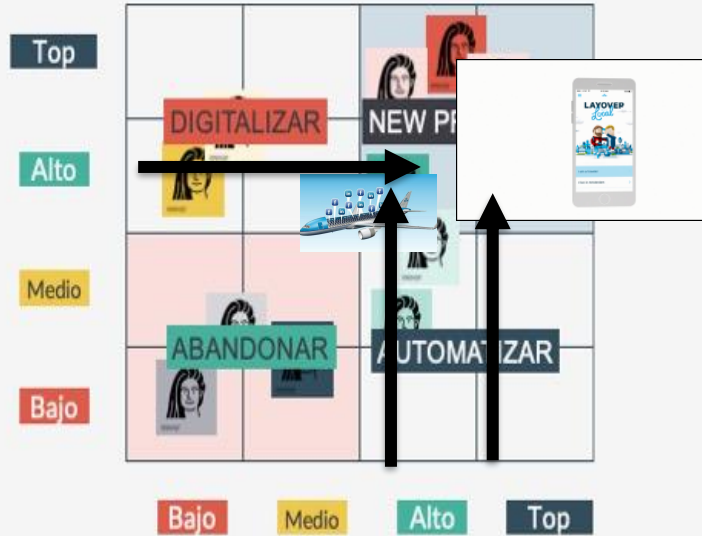 Top
DIGITALIZAR
NEW PR
LAYOVER
Local
Alto
Medio
ABANDONAR
AUTOMATIZAR
Bajo
Bajo
Medio
Alto
Top